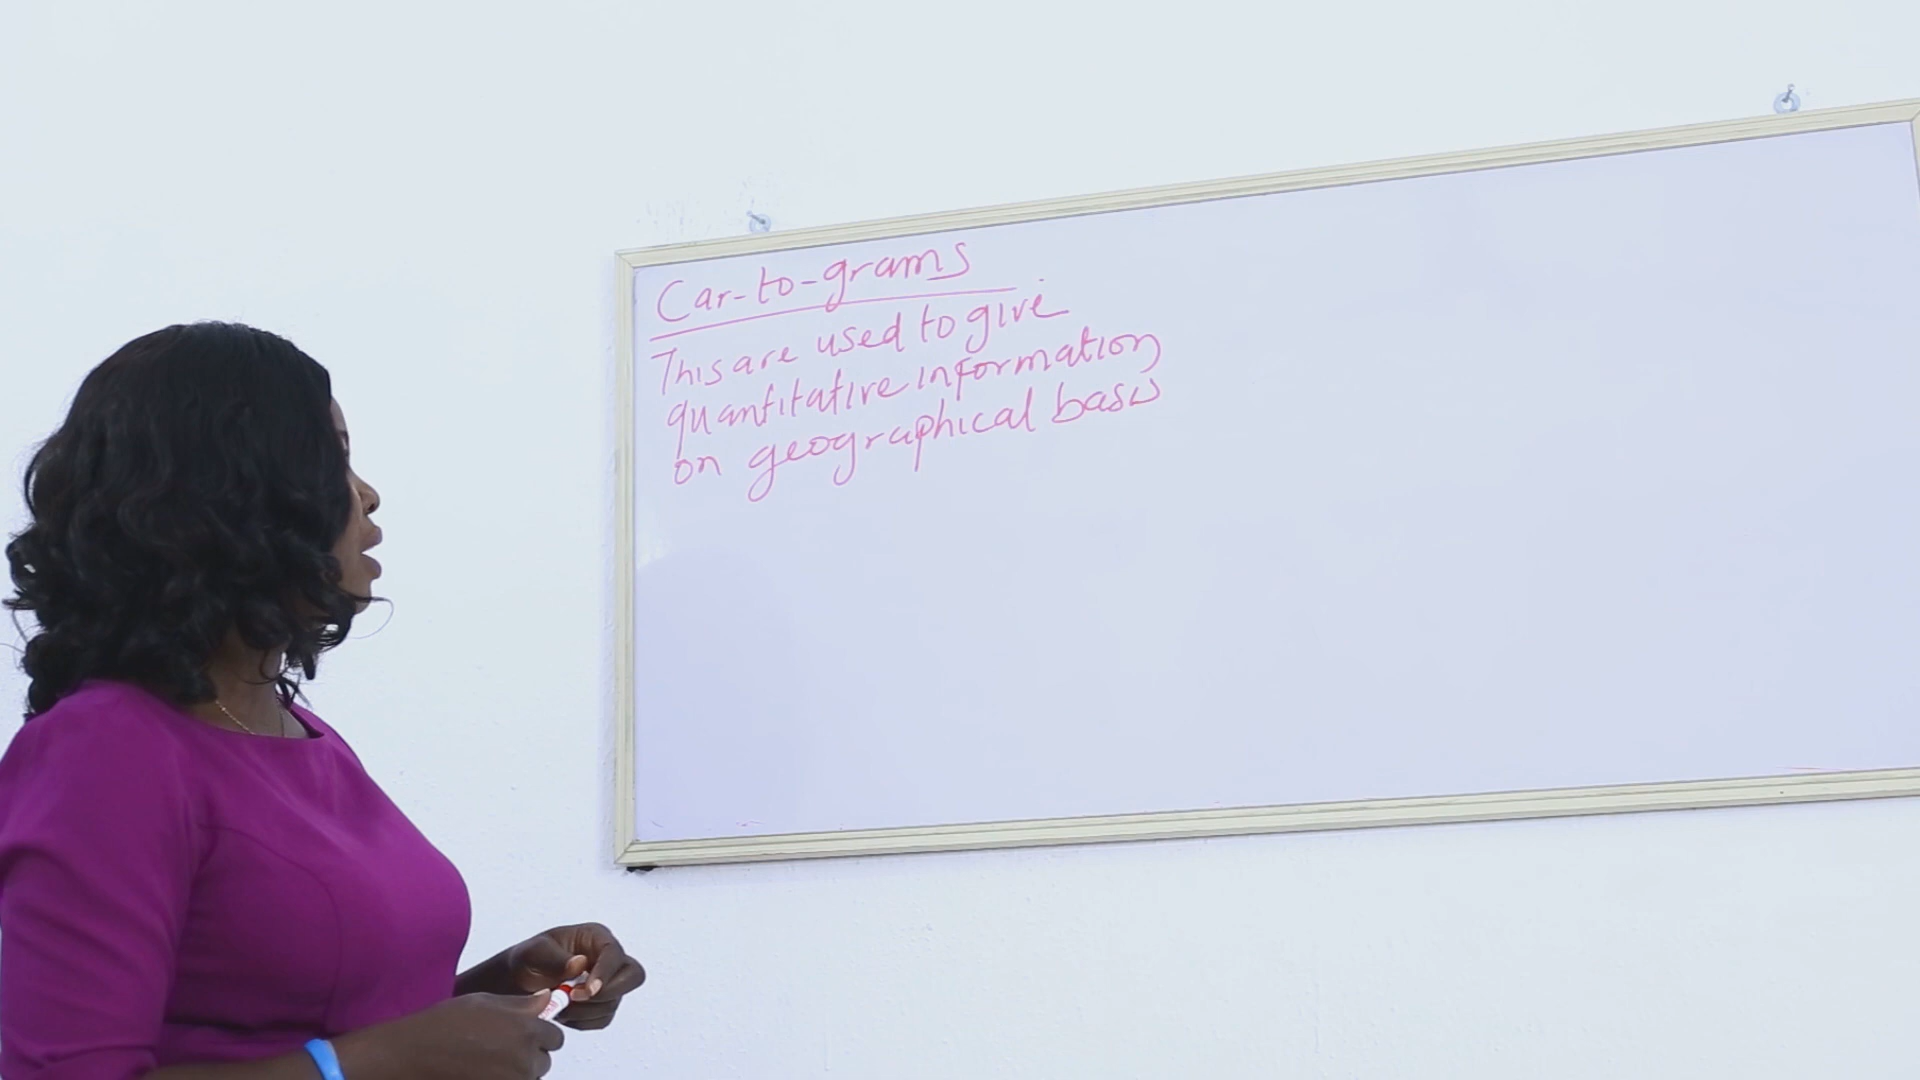 Car-to-grams
This are used to give
quantitative information
on geographical basis